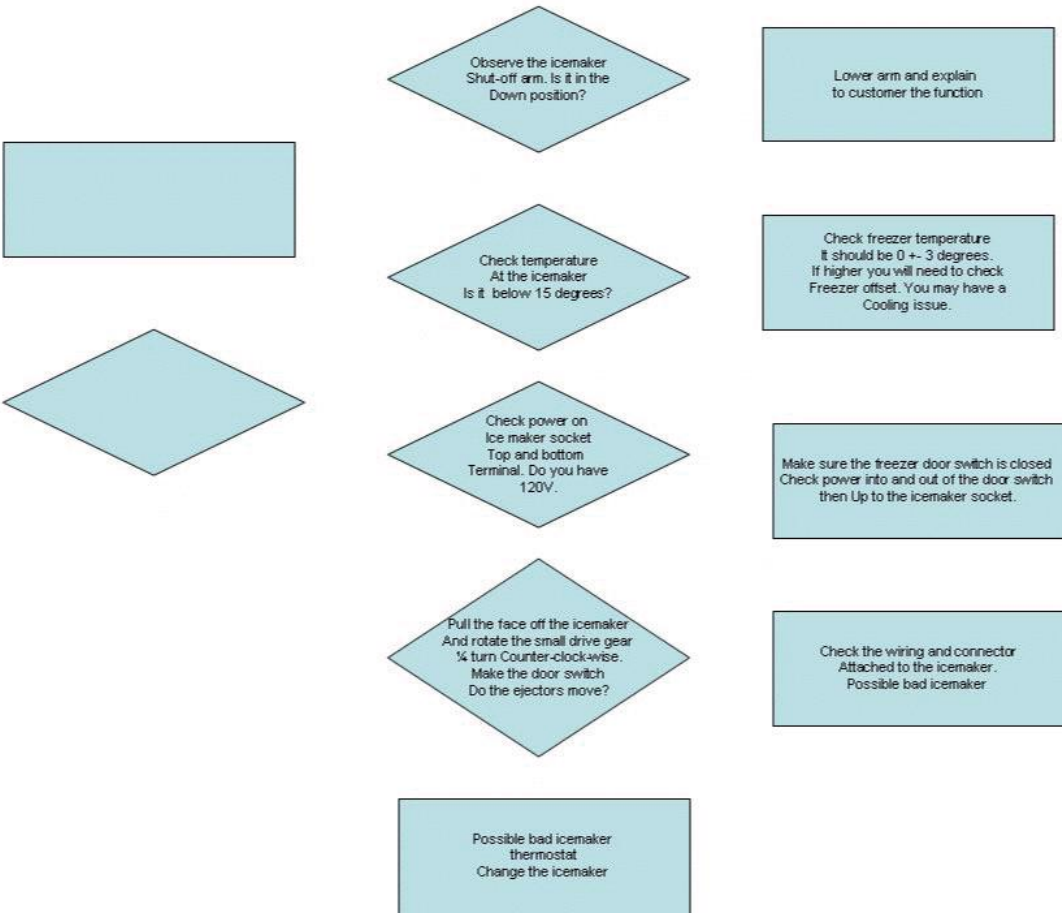 Observe the icemaker
Shut-off arm. Is it in the
Down position?
Lower arm and explain
to customer the function
Check temperature
At the icemaker
Is it below 15 degrees?
Check freezer temperature
It should be 0 +- 3 degrees.
If higher you will need to check
Freezer offset. You may have a
Cooling issue.
Check power on
Ice maker socket
Top and bottom
Terminal. Do you have
120V.
Make sure the freezer door switch is closed
Check power into and out of the door switch
then Up to the icemaker socket.
Pull the face off the icemaker
And rotate the small drive gear
¼ turn Counter-clock-wise.
Make the door switch
Do the ejectors move?
Check the wiring and connector
Attached to the icemaker.
Possible bad icemaker
Possible bad icemaker
thermostat
Change the icemaker